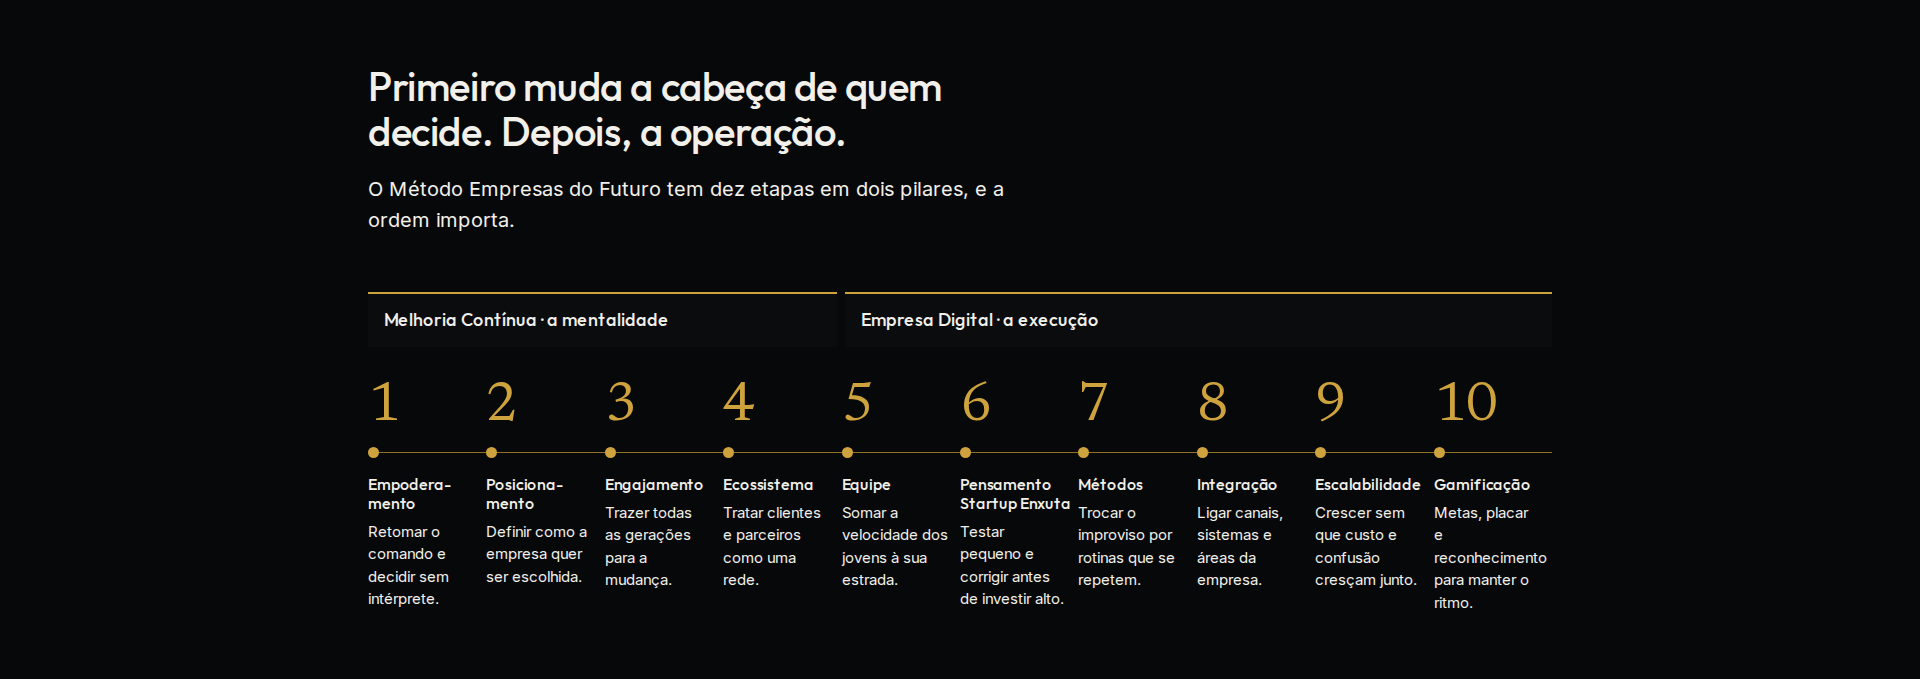 Primeiro muda a cabeça de quem
decide. Depois, a operação.
O Método Empresas do Futuro tem dez etapas em dois pilares, e a
ordem importa.
Melhoria Contínua · a mentalidade
Empresa Digital · a execução
1
2
3
4
5
6
7
8
9
10
Empodera-
mento
Retomar o
comando e
decidir sem
intérprete.
Posiciona-
mento
Definir como a
empresa quer
ser escolhida.
Engajamento
Trazer todas
as gerações
para a
mudança.
Ecossistema
Tratar clientes
e parceiros
como uma
rede.
Equipe
Somar a
velocidade dos
jovens à sua
estrada.
Pensamento
Startup Enxuta
Testar
pequeno e
corrigir antes
de investir alto.
Métodos
Trocar o
improviso por
rotinas que se
repetem.
Integração
Ligar canais,
sistemas e
áreas da
empresa.
Escalabilidade
Crescer sem
que custo e
confusão
cresçam junto.
Gamificação
Metas, placar
e
reconhecimento
para manter o
ritmo.